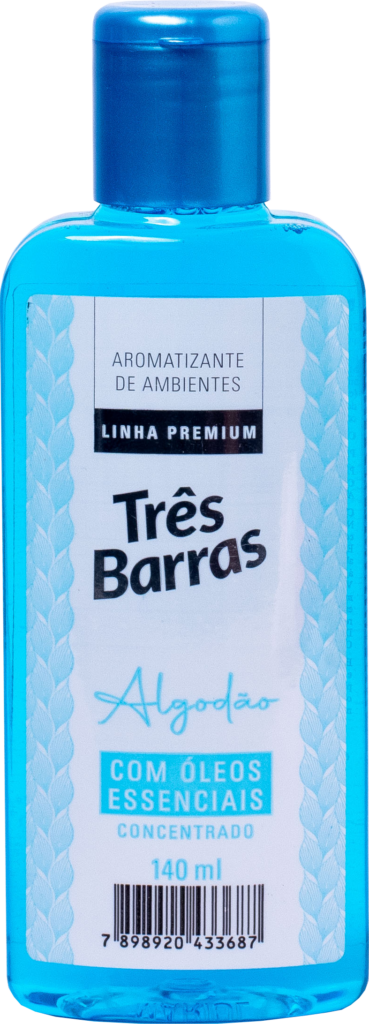 AROMATIZANTE
DE AMBIENTES
LINHA PREMIUM
Três
Barras
Algodão
COM ÓLEOS
ESSENCIAIS
CONCENTRADO
140 ml
7 898920 433687